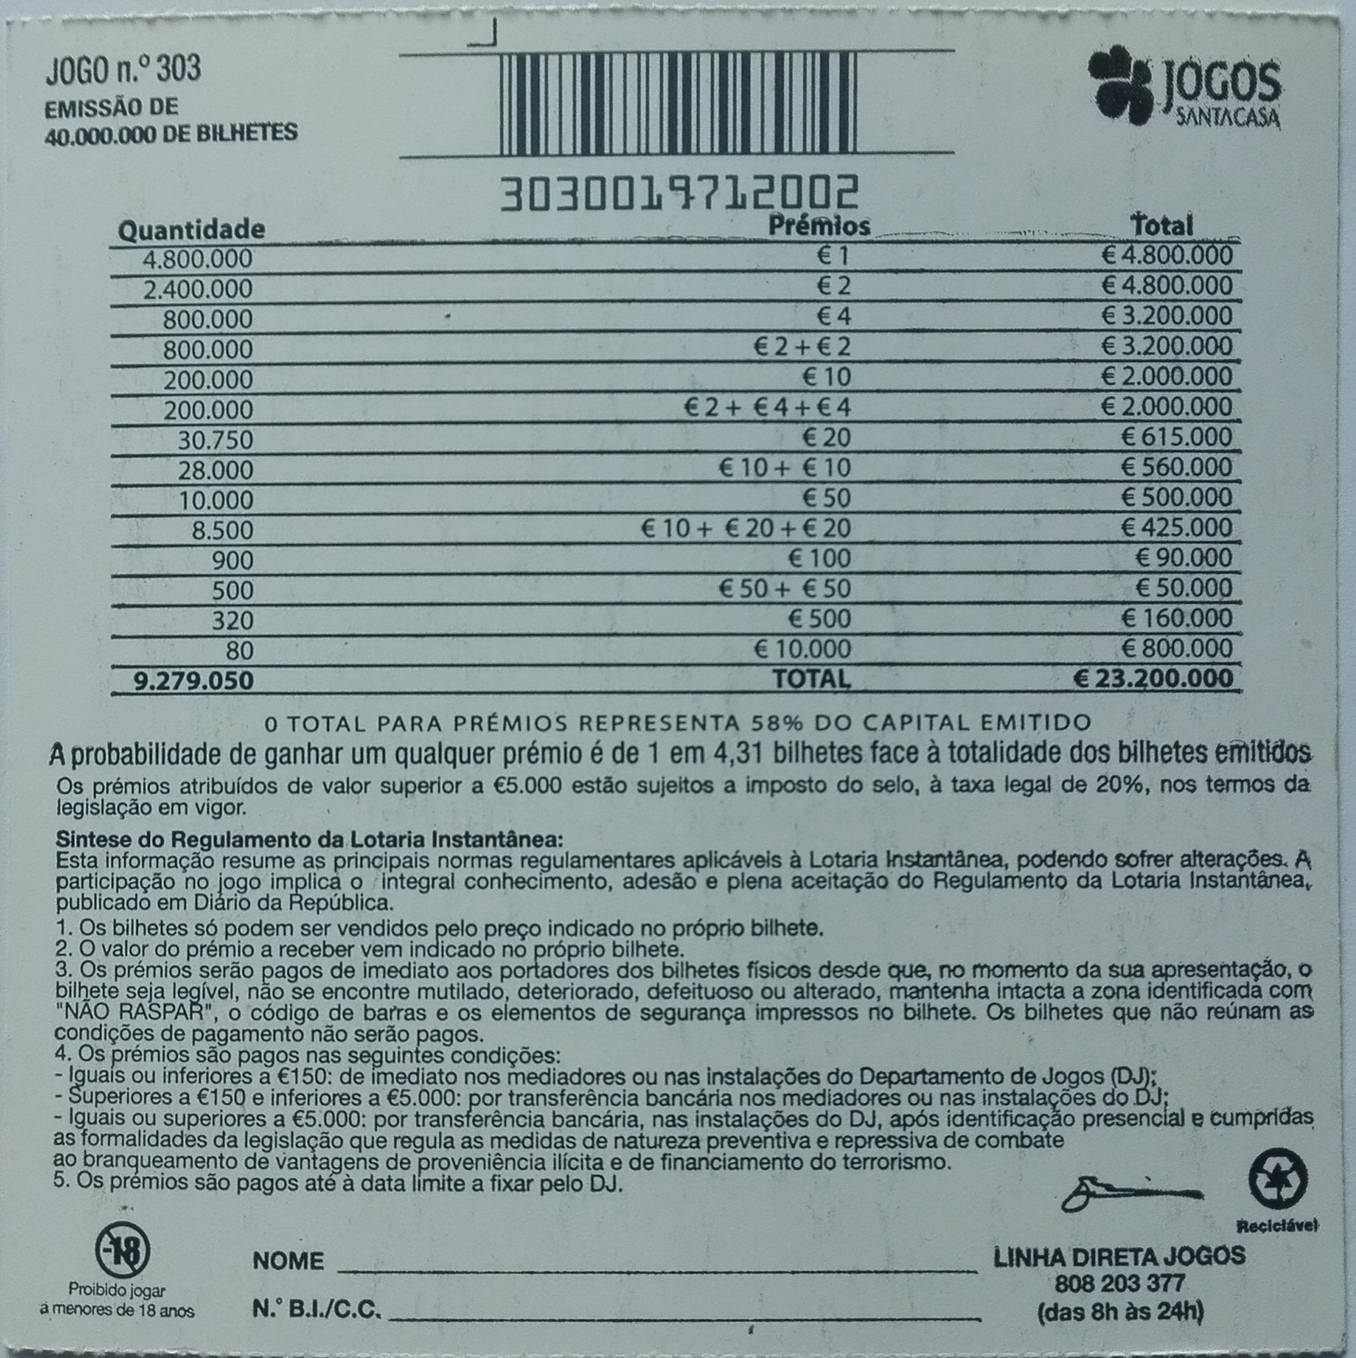 JOGO n.º 303
EMISSÃO DE
40.000.000 DE BILHETES
JOGOS
SANTACASA
3030019712002
Quantidade Prémios Total
4.800.000 € 1 € 4.800.000
2.400.000 € 2 € 4.800.000
800.000 € 4 € 3.200.000
800.000 € 2 + € 2 € 3.200.000
200.000 € 10 € 2.000.000
200.000 € 2 + € 4 + € 4 € 2.000.000
30.750 € 20 € 615.000
28.000 € 10 + € 10 € 560.000
10.000 € 50 € 500.000
8.500 € 10 + € 20 + € 20 € 425.000
900 € 100 € 90.000
500 € 50 + € 50 € 50.000
320 € 500 € 160.000
80 € 10.000 € 800.000
9.279.050 TOTAL € 23.200.000
O TOTAL PARA PRÉMIOS REPRESENTA 58% DO CAPITAL EMITIDO
A probabilidade de ganhar um qualquer prémio é de 1 em 4,31 bilhetes face à totalidade dos bilhetes emitidos
Os prémios atribuídos de valor superior a €5.000 estão sujeitos a imposto do selo, à taxa legal de 20%, nos termos da
legislação em vigor.
Sintese do Regulamento da Lotaria Instantânea:
Esta informação resume as principais normas regulamentares aplicáveis à Lotaria Instantânea, podendo sofrer alterações. A
participação no jogo implica o integral conhecimento, adesão e plena aceitação do Regulamento da Lotaria Instantânea,
publicado em Diário da República.
1. Os bilhetes só podem ser vendidos pelo preço indicado no próprio bilhete.
2. O valor do prémio a receber vem indicado no próprio bilhete.
3. Os prémios serão pagos de imediato aos portadores dos bilhetes físicos desde que, no momento da sua apresentação, o
bilhete seja legível, não se encontre mutilado, deteriorado, defeituoso ou alterado, mantenha intacta a zona identificada com
"NÃO RASPAR", o código de barras e os elementos de segurança impressos no bilhete. Os bilhetes que não reúnam as
condições de pagamento não serão pagos.
4. Os prémios são pagos nas seguintes condições:
- Iguais ou inferiores a €150: de imediato nos mediadores ou nas instalações do Departamento de Jogos (DJ);
- Superiores a €150 e inferiores a €5.000: por transferência bancária nos mediadores ou nas instalações do DJ;
- Iguais ou superiores a €5.000: por transferência bancária, nas instalações do DJ, após identificação presencial e cumpridas
as formalidades da legislação que regula as medidas de natureza preventiva e repressiva de combate
ao branqueamento de vantagens de proveniência ilícita e de financiamento do terrorismo.
5. Os prémios são pagos até à data limite a fixar pelo DJ.
Reciclável
-18
Proibido jogar
a menores de 18 anos
NOME
N.º B.I./C.C.
LINHA DIRETA JOGOS
808 203 377
(das 8h às 24h)